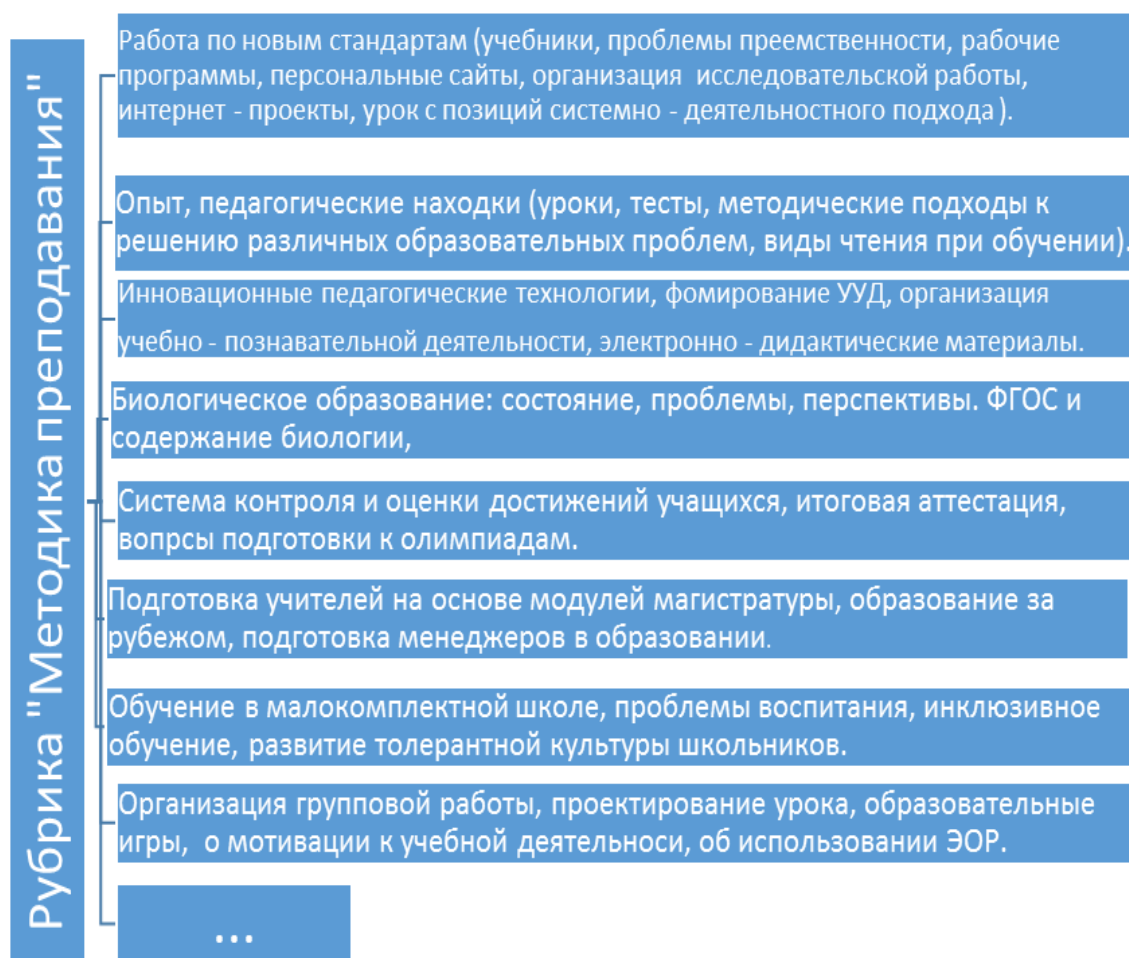 Рубрика "Методика преподавания"
Работа по новым стандартам (учебники, проблемы преемственности, рабочие
программы, персональные сайты, организация исследовательской работы,
интернет - проекты, урок с позиций системно - деятельностного подхода ).
Опыт, педагогические находки (уроки, тесты, методические подходы к
решению различных образовательных проблем, виды чтения при обучении).
Инновационные педагогические технологии, фомирование УУД, организация
учебно - познавательной деятельности, электронно - дидактические материалы.
Биологическое образование: состояние, проблемы, перспективы. ФГОС и
содержание биологии,
Система контроля и оценки достижений учащихся, итоговая аттестация,
вопрсы подготовки к олимпиадам.
Подготовка учителей на основе модулей магистратуры, образование за
рубежом, подготовка менеджеров в образовании.
Обучение в малокомплектной школе, проблемы воспитания, инклюзивное
обучение, развитие толерантной культуры школьников.
Организация групповой работы, проектирование урока, образовательные
игры, о мотивации к учебной деятельноси, об использовании ЭОР.
...